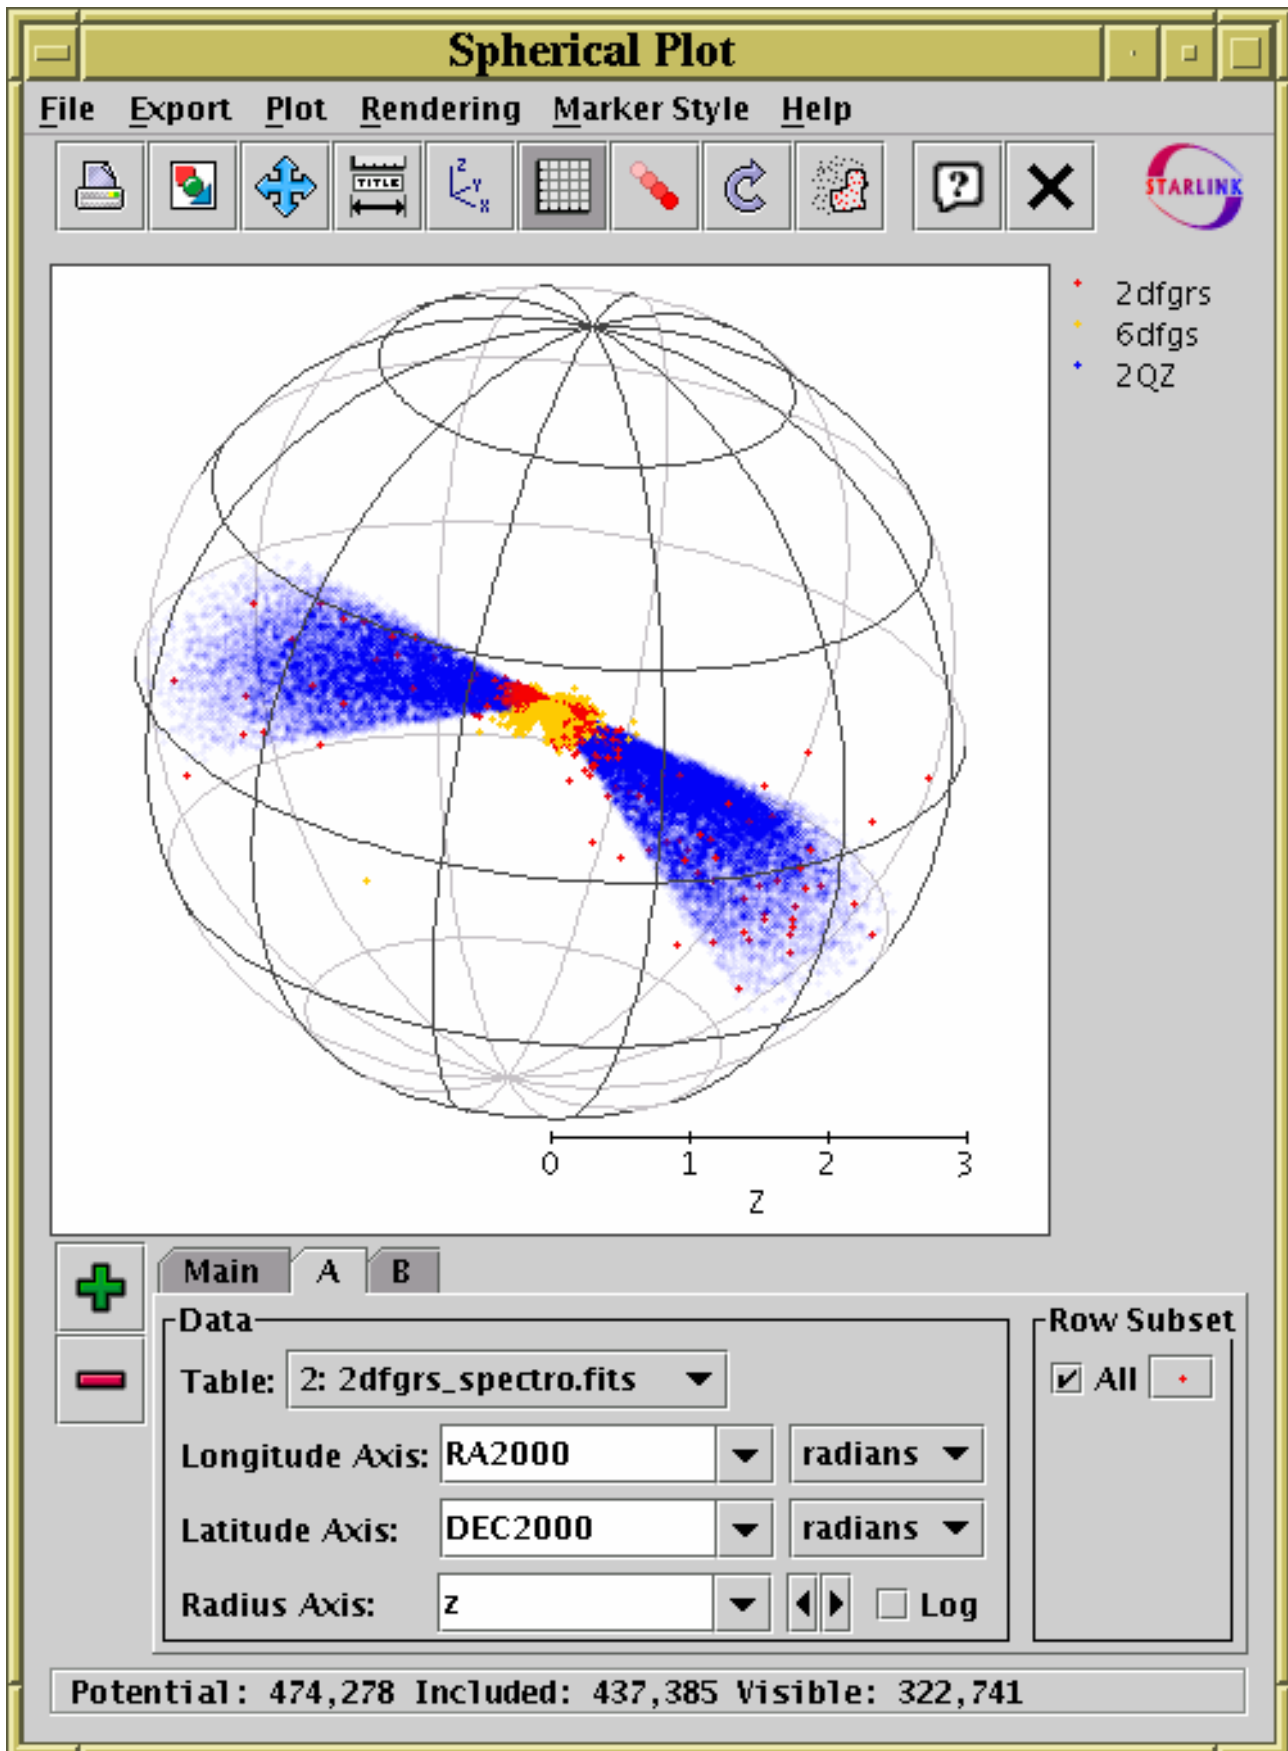 Spherical Plot
File Export Plot Rendering Marker Style Help
TITLE
Z
Y
X
?
STARLINK
2dfgrs
6dfgs
2QZ
0 1 2 3
Z
Main A B
Data
Row Subset
Table: 2: 2dfgrs_spectro.fits
All
Longitude Axis: RA2000 radians
Latitude Axis: DEC2000 radians
Radius Axis: z Log
Potential: 474,278 Included: 437,385 Visible: 322,741